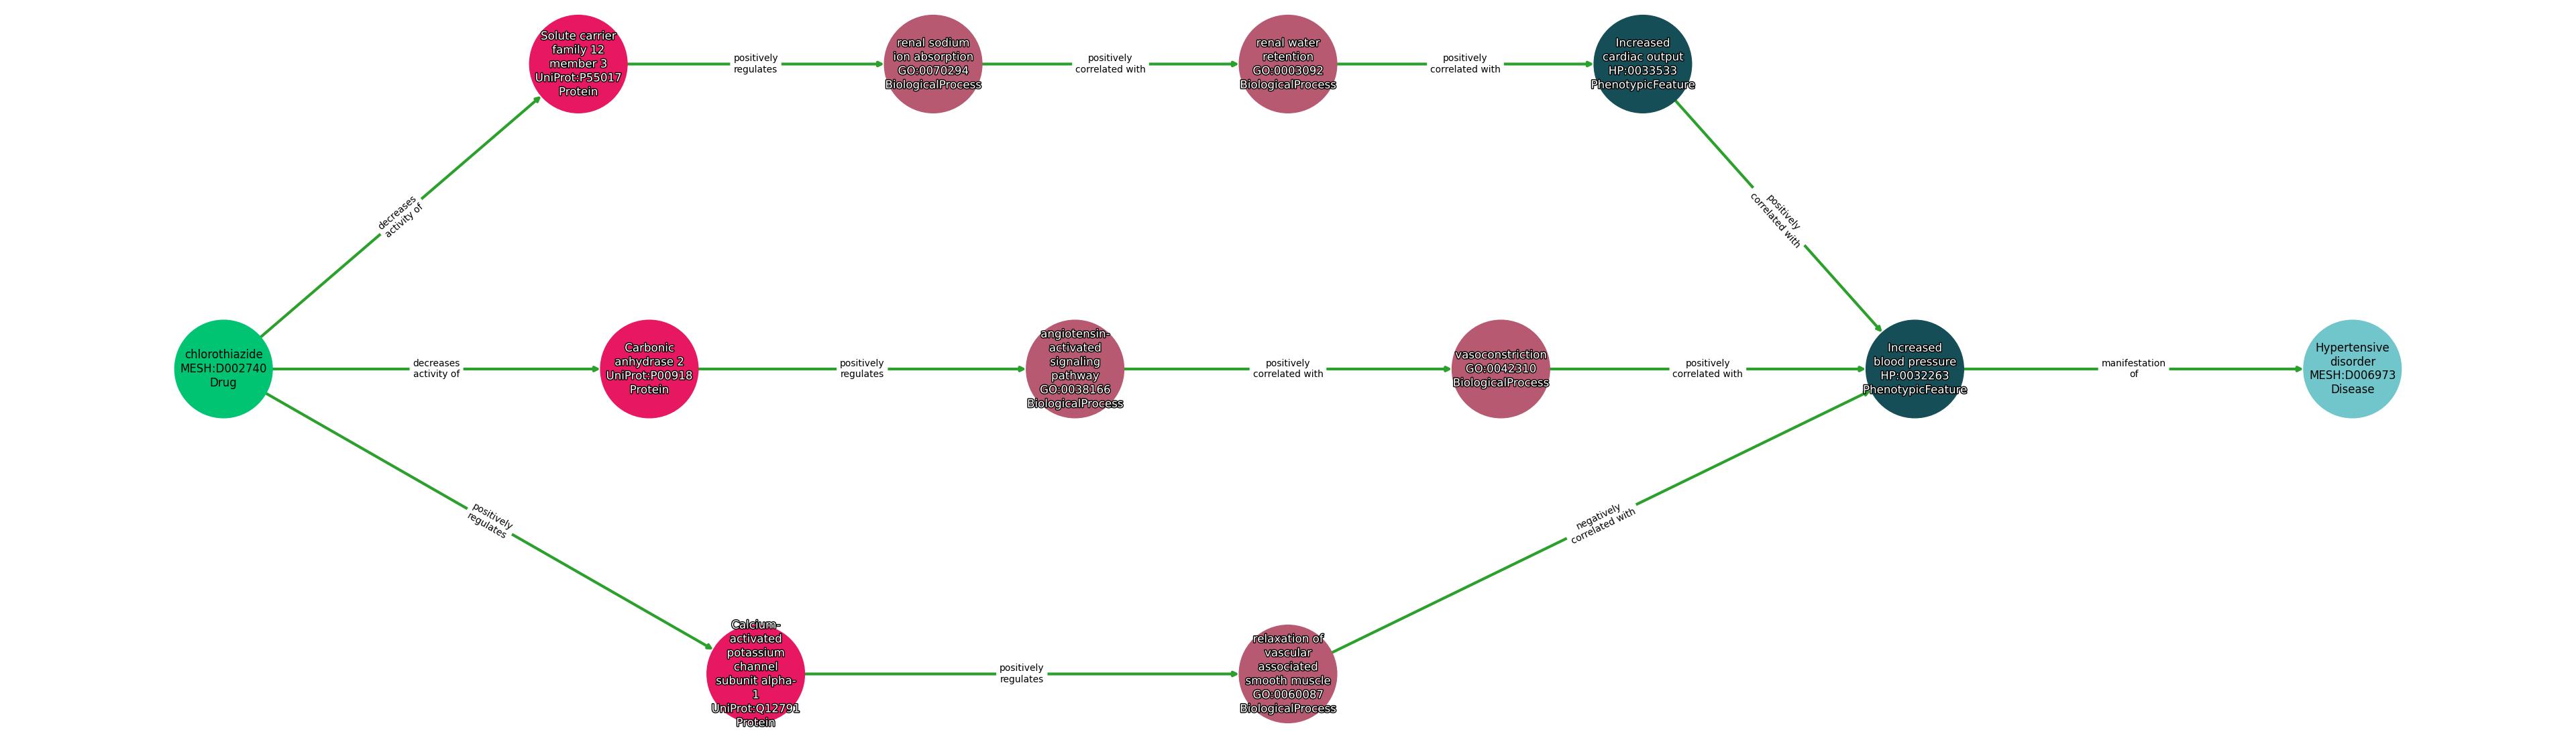 Solute carrier
family 12
member 3
UniProt:P55017
Protein
positively
regulates
renal sodium
ion absorption
GO:0070294
BiologicalProcess
positively
correlated with
renal water
retention
GO:0003092
BiologicalProcess
positively
correlated with
Increased
cardiac output
HP:0033533
PhenotypicFeature
decreases
activity of
positively
correlated with
chlorothiazide
MESH:D002740
Drug
decreases
activity of
Carbonic
anhydrase 2
UniProt:P00918
Protein
positively
regulates
angiotensin-
activated
signaling
pathway
GO:0038166
BiologicalProcess
positively
correlated with
vasoconstriction
GO:0042310
BiologicalProcess
positively
correlated with
Increased
blood pressure
HP:0032263
PhenotypicFeature
manifestation
of
Hypertensive
disorder
MESH:D006973
Disease
positively
regulates
negatively
correlated with
Calcium-
activated
potassium
channel
subunit alpha-
1
UniProt:Q12791
Protein
positively
regulates
relaxation of
vascular
associated
smooth muscle
GO:0060087
BiologicalProcess